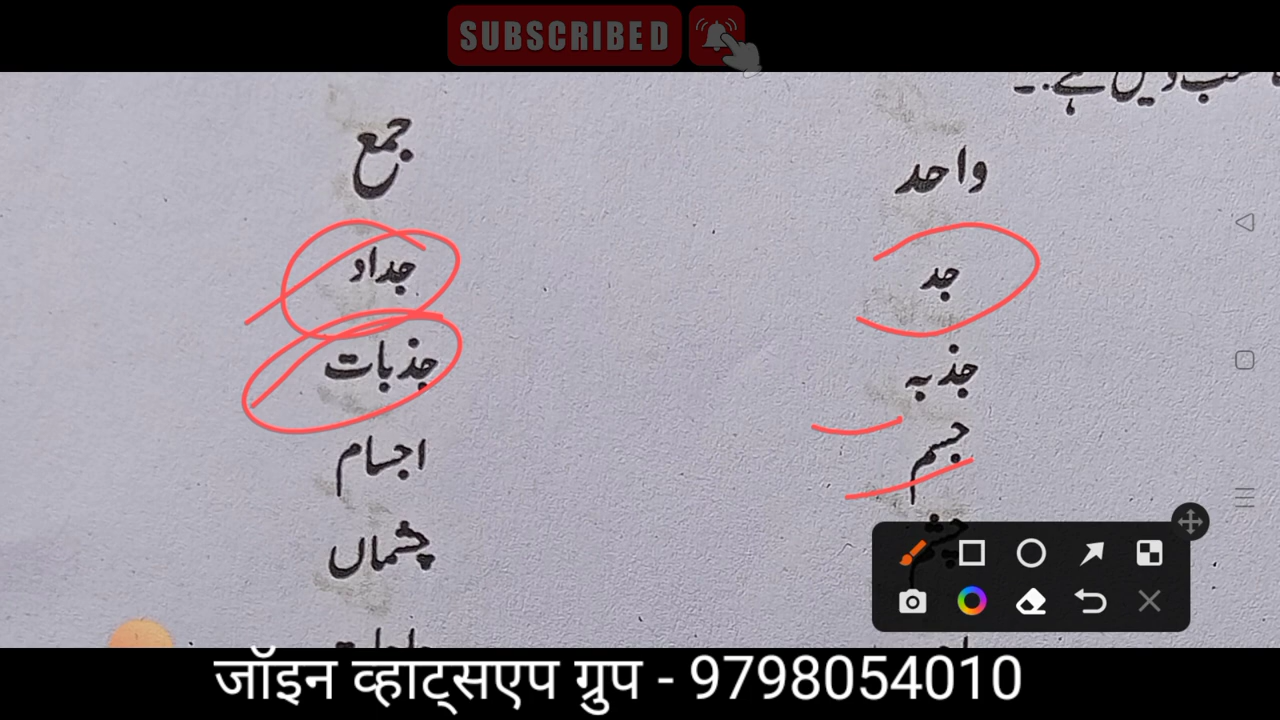 SUBSCRIBED
واحد جمع
جد جداد
جذبہ جذبات
جسم اجسام
چشماں
जॉइन व्हाट्सएप ग्रुप - 9798054010